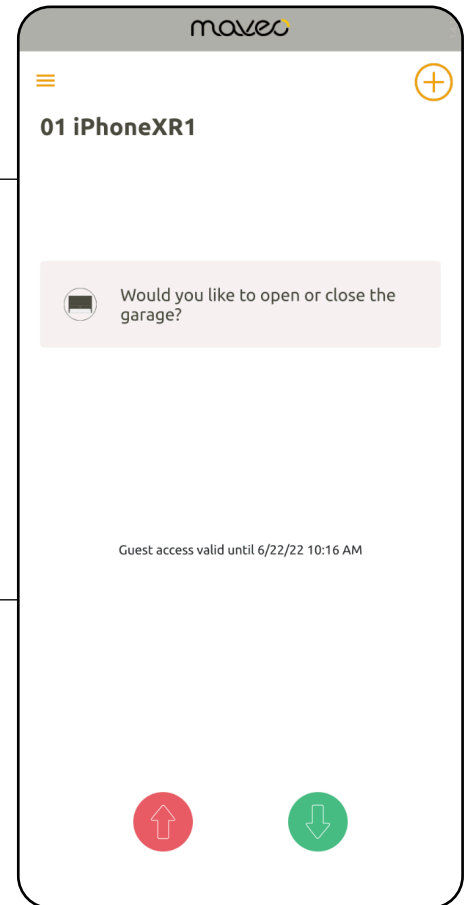 maveo
01 iPhoneXR1
Would you like to open or close the
garage?
Guest access valid until 6/22/22 10:16 AM